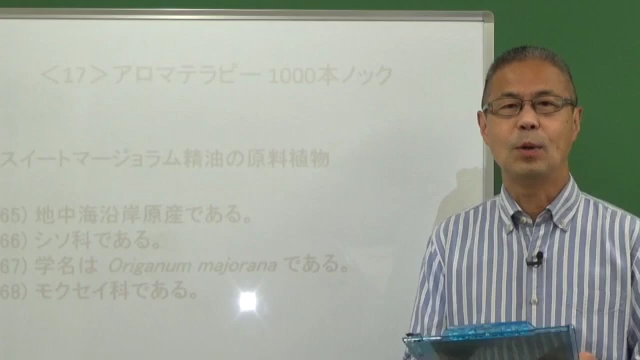 <17>アロマテラピー 1000本ノック
スイートマージョラム精油の原料植物
65) 地中海沿岸原産である。
66) シソ科である。
67) 学名は Origanum majorana である。
68) モクセイ科である。